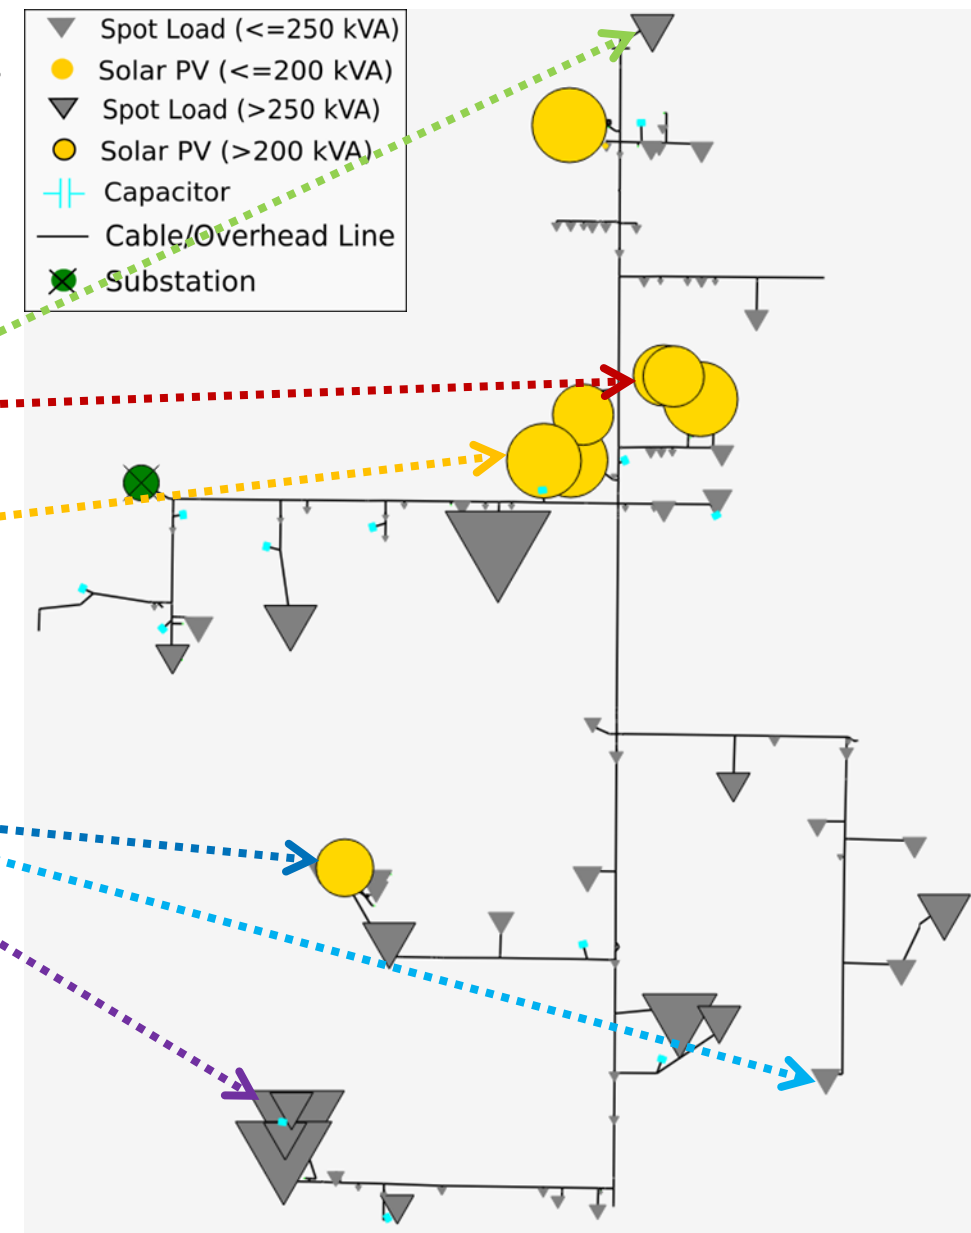 Spot Load (<=250 kVA)
Solar PV (<=200 kVA)
Spot Load (>250 kVA)
Solar PV (>200 kVA)
Capacitor
Cable/Overhead Line
Substation